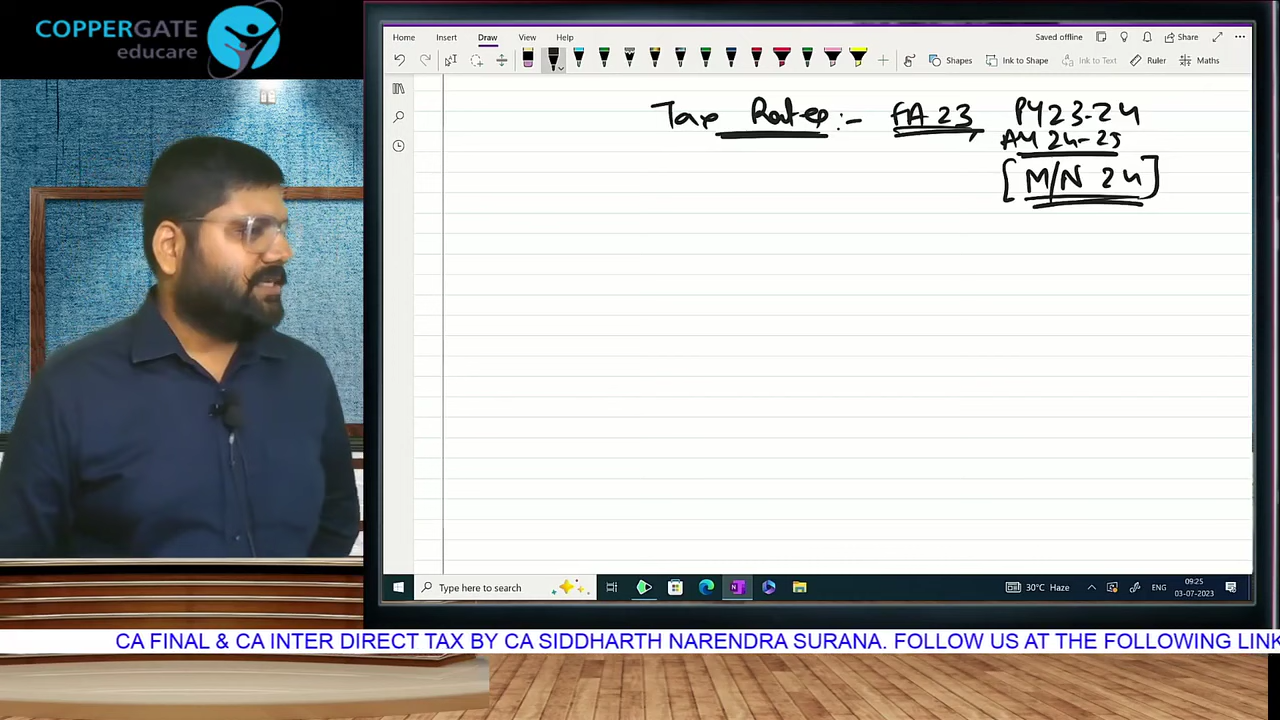 COPPERGATE
educare
Home Insert Draw View Help Saved offline Share
Shapes Ink to Shape Ink to Text Ruler Maths
Tax Rates :- FA 23 PY 23-24
AY 24-25
[M/N 24]
Type here to search 30°C Haze ENG 09:25
03-07-2023
CA FINAL & CA INTER DIRECT TAX BY CA SIDDHARTH NARENDRA SURANA. FOLLOW US AT THE FOLLOWING LINK